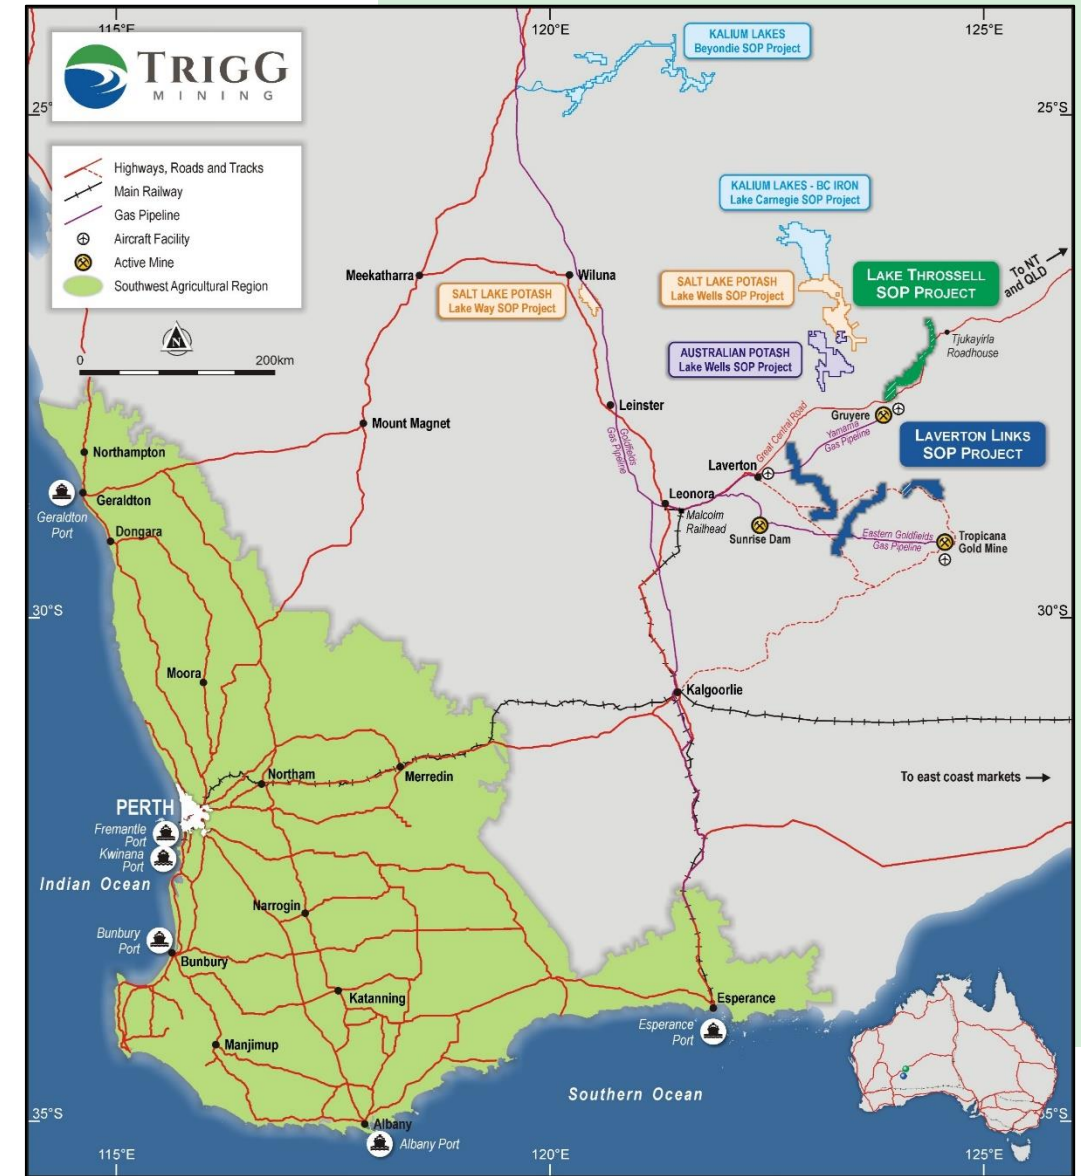 115°E
120°E
125°E
TRIGG
MINING
KALIUM LAKES
Beyondie SOP Project
25°S
25°S
Highways, Roads and Tracks
Main Railway
Gas Pipeline
Aircraft Facility
Active Mine
Southwest Agricultural Region
KALIUM LAKES - BC IRON
Lake Carnegie SOP Project
0
200km
N
Meekatharra
Wiluna
SALT LAKE POTASH
Lake Way SOP Project
SALT LAKE POTASH
Lake Wells SOP Project
LAKE THROSSELL
SOP PROJECT
To NT
and QLD
AUSTRALIAN POTASH
Lake Wells SOP Project
Tjukayirla
Roadhouse
Leinster
Mount Magnet
Goldfields
Gas Pipeline
Great Central Road
Gruyere
Yamarna
Gas Pipeline
LAVERTON LINKS
SOP PROJECT
Northampton
Geraldton
Geraldton
Port
Dongara
Laverton
Leonora
Malcolm
Railhead
Sunrise Dam
Eastern Goldfields
Gas Pipeline
Tropicana
Gold Mine
30°S
30°S
Moora
Kalgoorlie
Northam
Merredin
To east coast markets
PERTH
Fremantle
Port
Kwinana
Port
Indian Ocean
Narrogin
Bunbury
Port
Bunbury
Katanning
Esperance
Esperance
Port
Manjimup
Southern Ocean
35°S
35°S
Albany
Albany Port
115°E
120°E
125°E